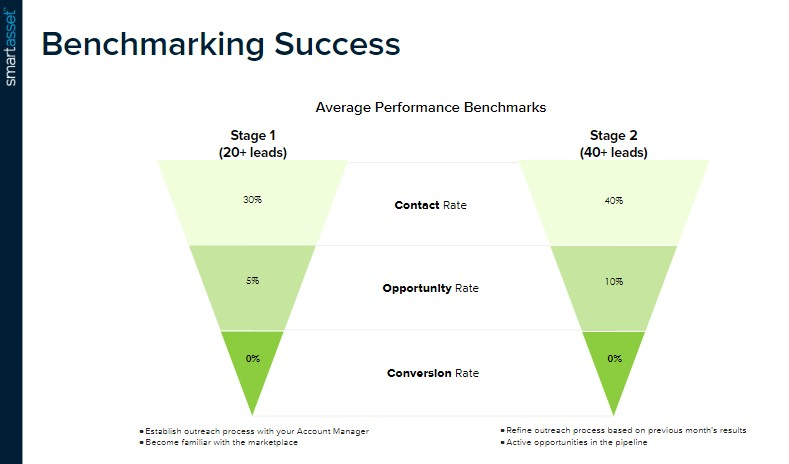 smartasset™
Benchmarking Success
Average Performance Benchmarks
Stage 1
(20+ leads)
Stage 2
(40+ leads)
30%
Contact Rate
40%
5%
Opportunity Rate
10%
0%
Conversion Rate
0%
▪ Establish outreach process with your Account Manager
▪ Become familiar with the marketplace
▪ Refine outreach process based on previous month's results
▪ Active opportunities in the pipeline